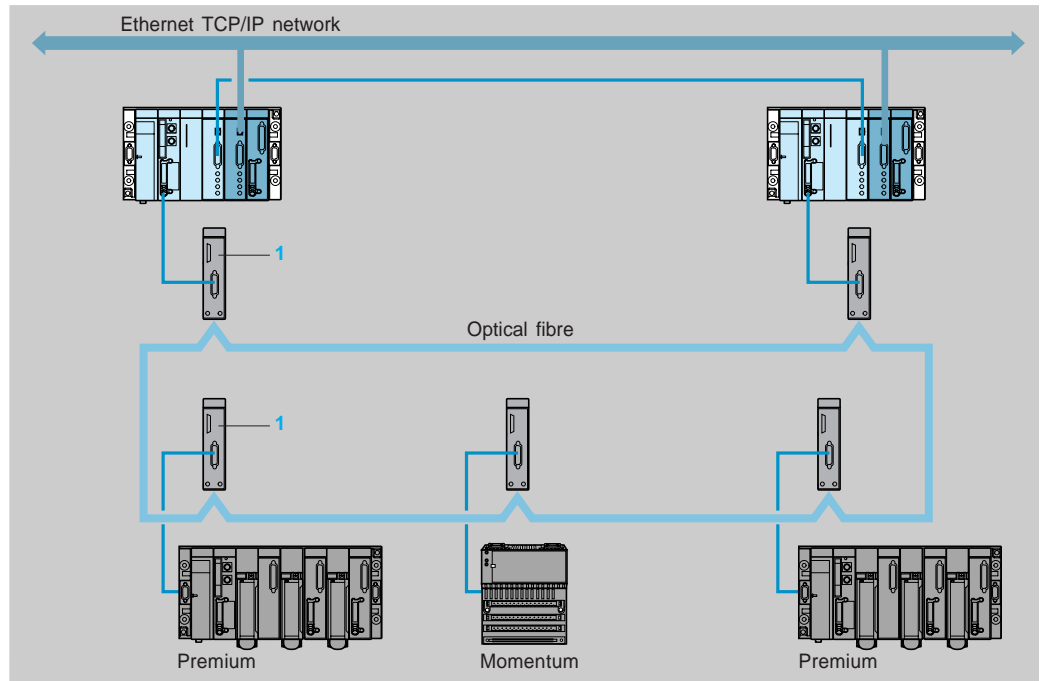 Ethernet TCP/IP network
1
Optical fibre
1
Premium
Momentum
Premium